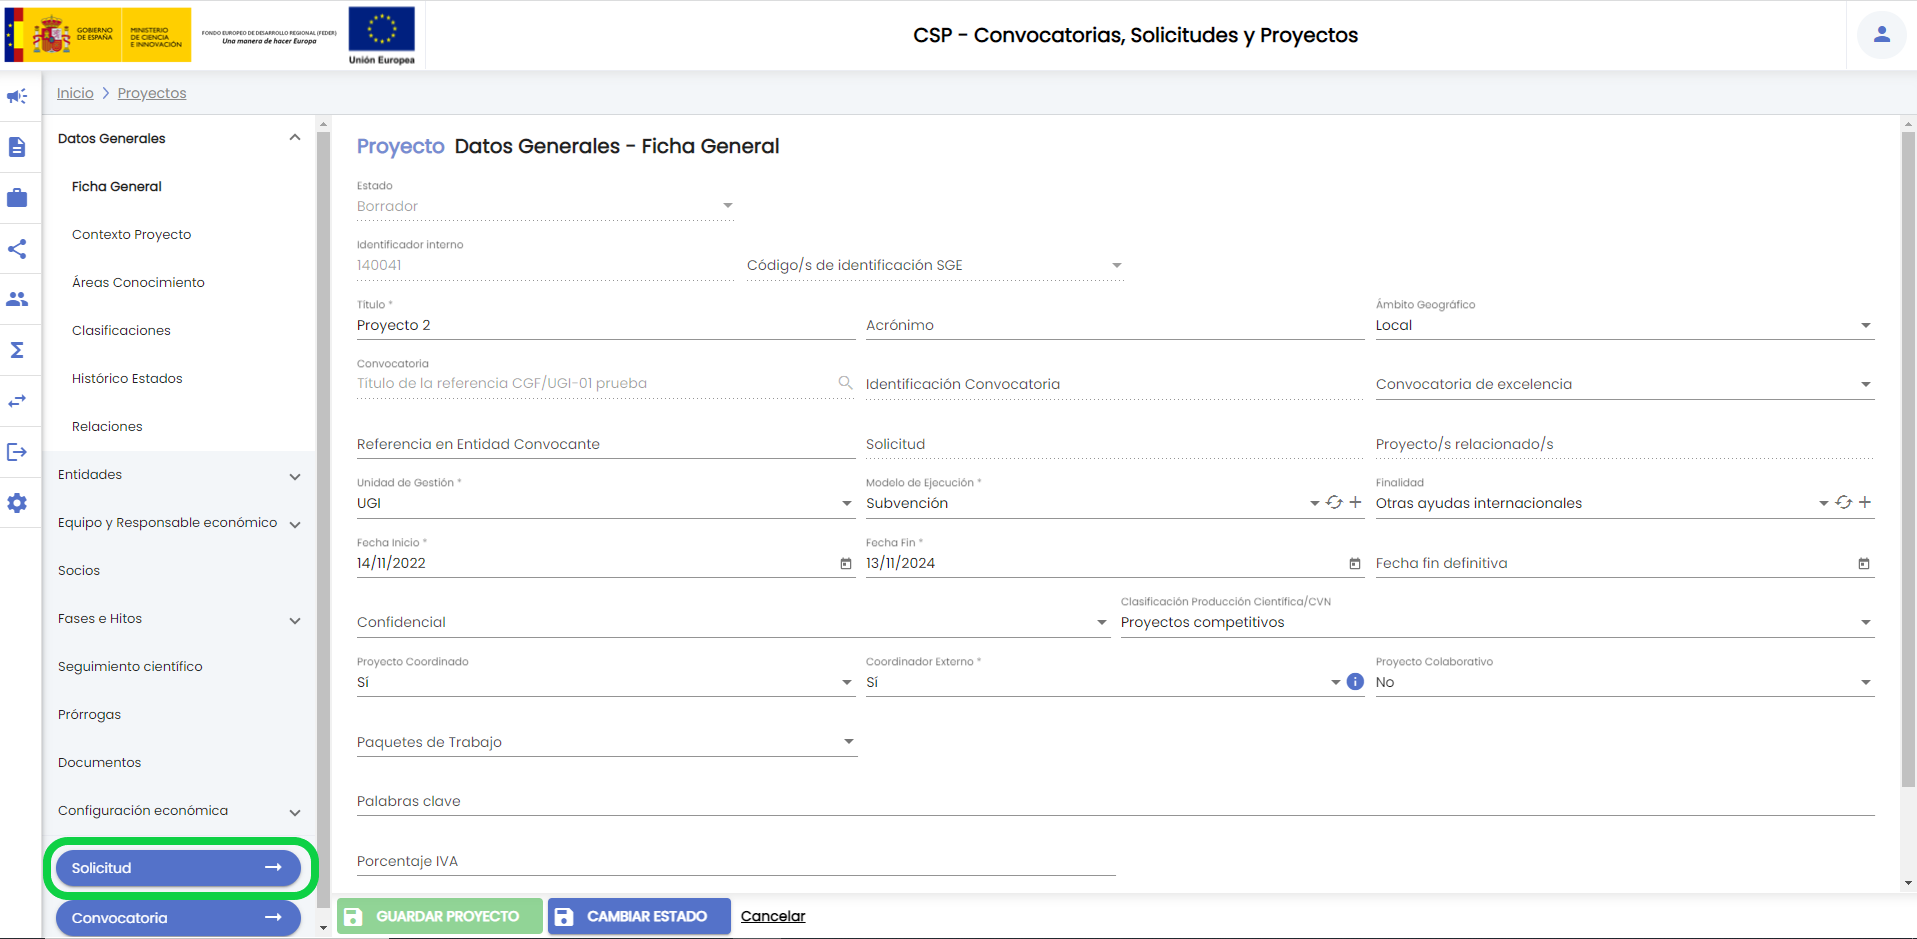 GOBIERNO
DE ESPAÑA
MINISTERIO
DE CIENCIA
E INNOVACIÓN
FONDO EUROPEO DE DESARROLLO REGIONAL (FEDER)
Una manera de hacer Europa
Unión Europea
CSP - Convocatorias, Solicitudes y Proyectos
Inicio > Proyectos
Datos Generales
Ficha General
Contexto Proyecto
Áreas Conocimiento
Clasificaciones
Histórico Estados
Relaciones
Entidades
Equipo y Responsable económico
Socios
Fases e Hitos
Seguimiento científico
Prórrogas
Documentos
Configuración económica
Solicitud →
Convocatoria →
Proyecto Datos Generales - Ficha General
Estado
Borrador
Identificador interno
140041 Código/s de identificación SGE
Título * Ámbito Geográfico
Proyecto 2 Acrónimo Local
Convocatoria
Título de la referencia CGF/UGI-01 prueba Identificación Convocatoria Convocatoria de excelencia
Referencia en Entidad Convocante Solicitud Proyecto/s relacionado/s
Unidad de Gestión * Modelo de Ejecución * Finalidad
UGI Subvención Otras ayudas internacionales
Fecha Inicio * Fecha Fin *
14/11/2022 13/11/2024 Fecha fin definitiva
Clasificación Producción Científica/CVN
Confidencial Proyectos competitivos
Proyecto Coordinado Coordinador Externo * Proyecto Colaborativo
Sí Sí No
Paquetes de Trabajo
Palabras clave
Porcentaje IVA
GUARDAR PROYECTO CAMBIAR ESTADO Cancelar